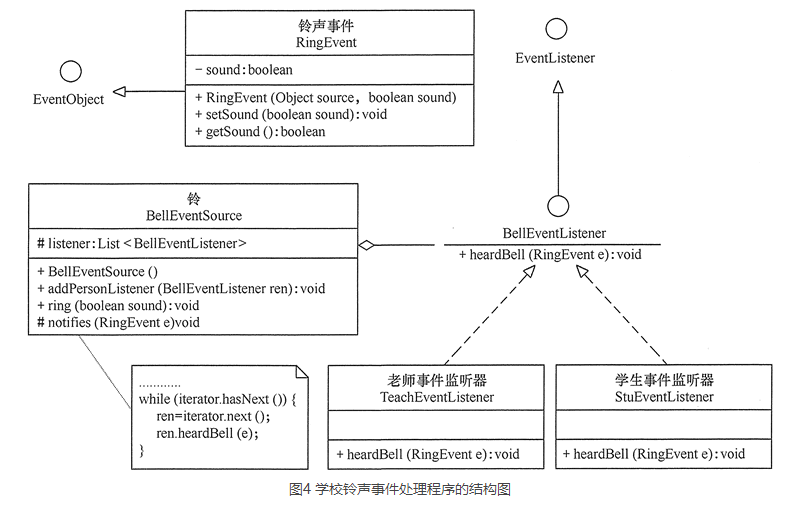 铃声事件
RingEvent
− sound:boolean
+ RingEvent (Object source, boolean sound)
+ setSound (boolean sound):void
+ getSound ():boolean
EventObject
EventListener
铃
BellEventSource
# listener:List <BellEventListener>
+ BellEventSource ()
+ addPersonListener (BellEventListener ren):void
+ ring (boolean sound):void
# notifies (RingEvent e)void
BellEventListener
+ heardBell (RingEvent e):void
............
while (iterator.hasNext ()) {
ren=iterator.next ();
ren.heardBell (e);
}
老师事件监听器
TeachEventListener
+ heardBell (RingEvent e):void
学生事件监听器
StuEventListener
+ heardBell (RingEvent e):void
图4 学校铃声事件处理程序的结构图